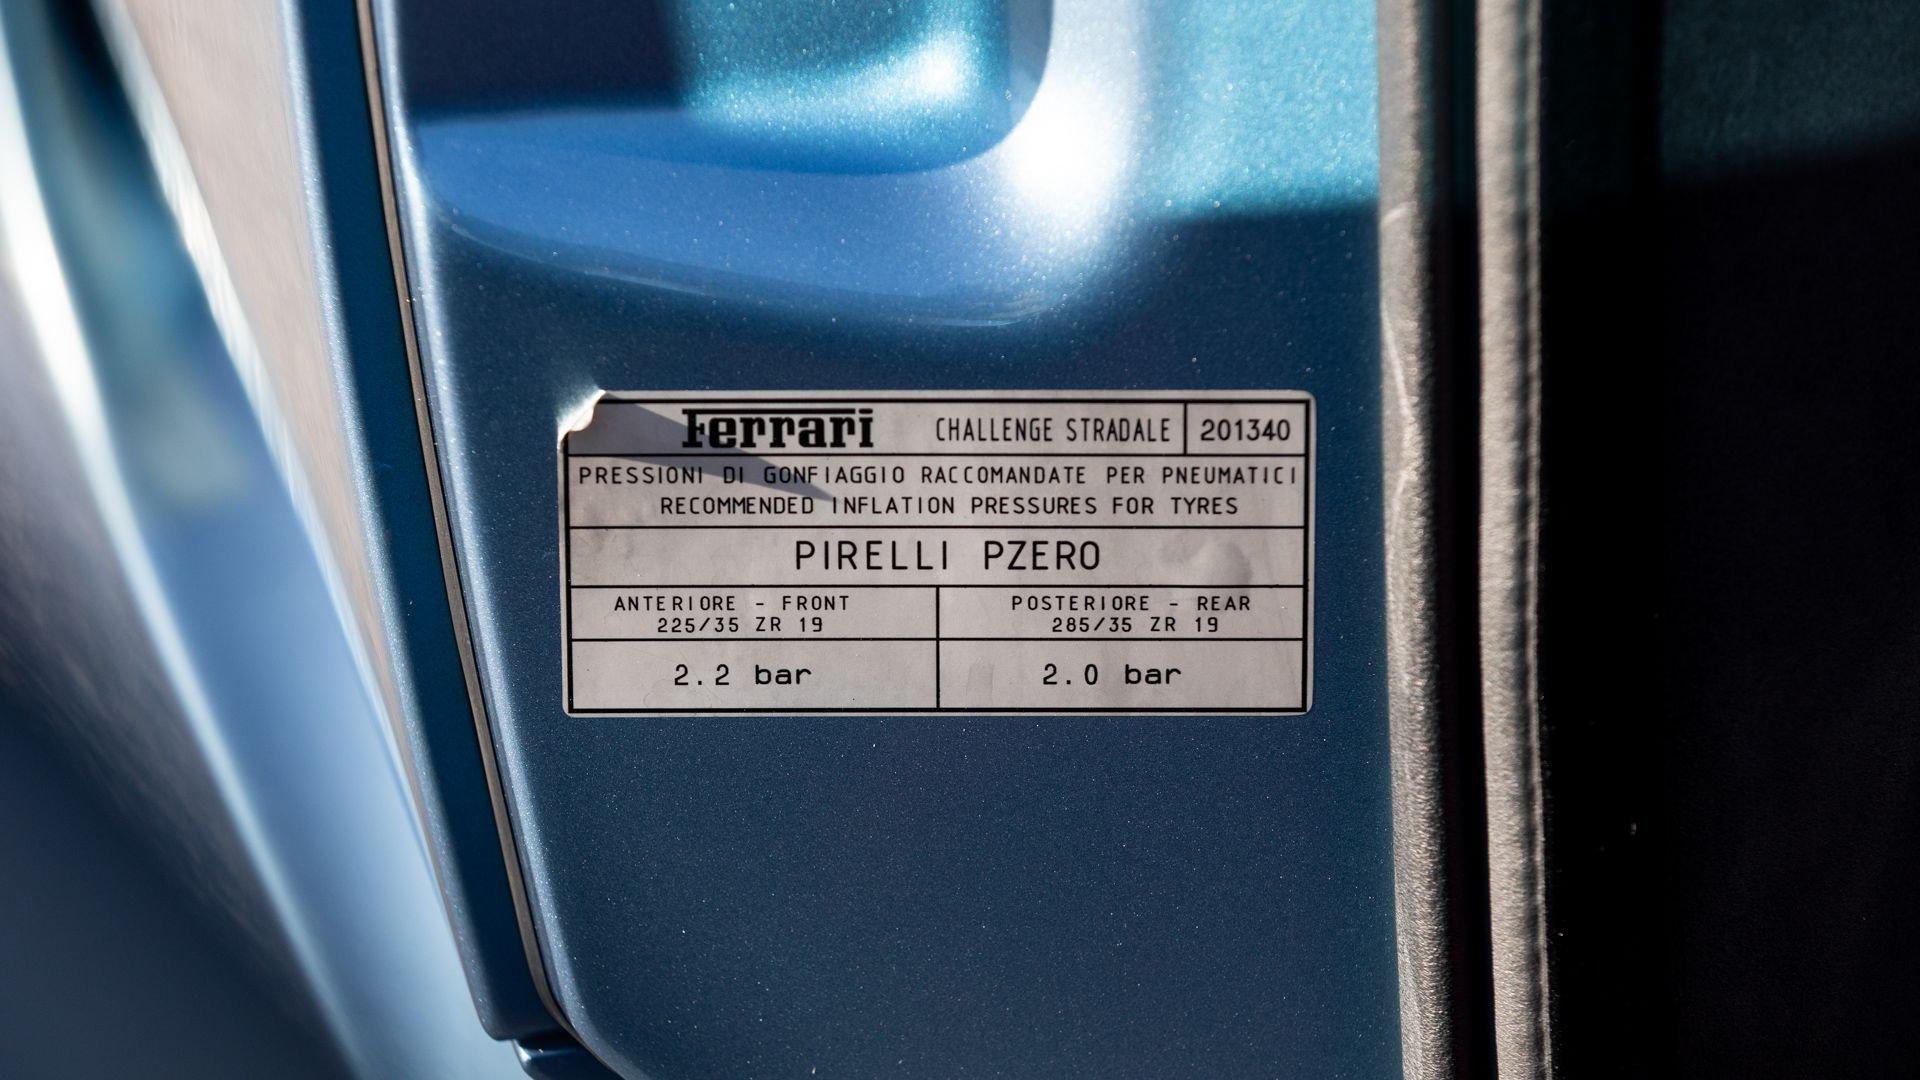 Ferrari CHALLENGE STRADALE 201340
PRESSIONI DI GONFIAGGIO RACCOMANDATE PER PNEUMATICI
RECOMMENDED INFLATION PRESSURES FOR TYRES
PIRELLI PZERO
ANTERIORE - FRONT
225/35 ZR 19
POSTERIORE - REAR
285/35 ZR 19
2.2 bar
2.0 bar